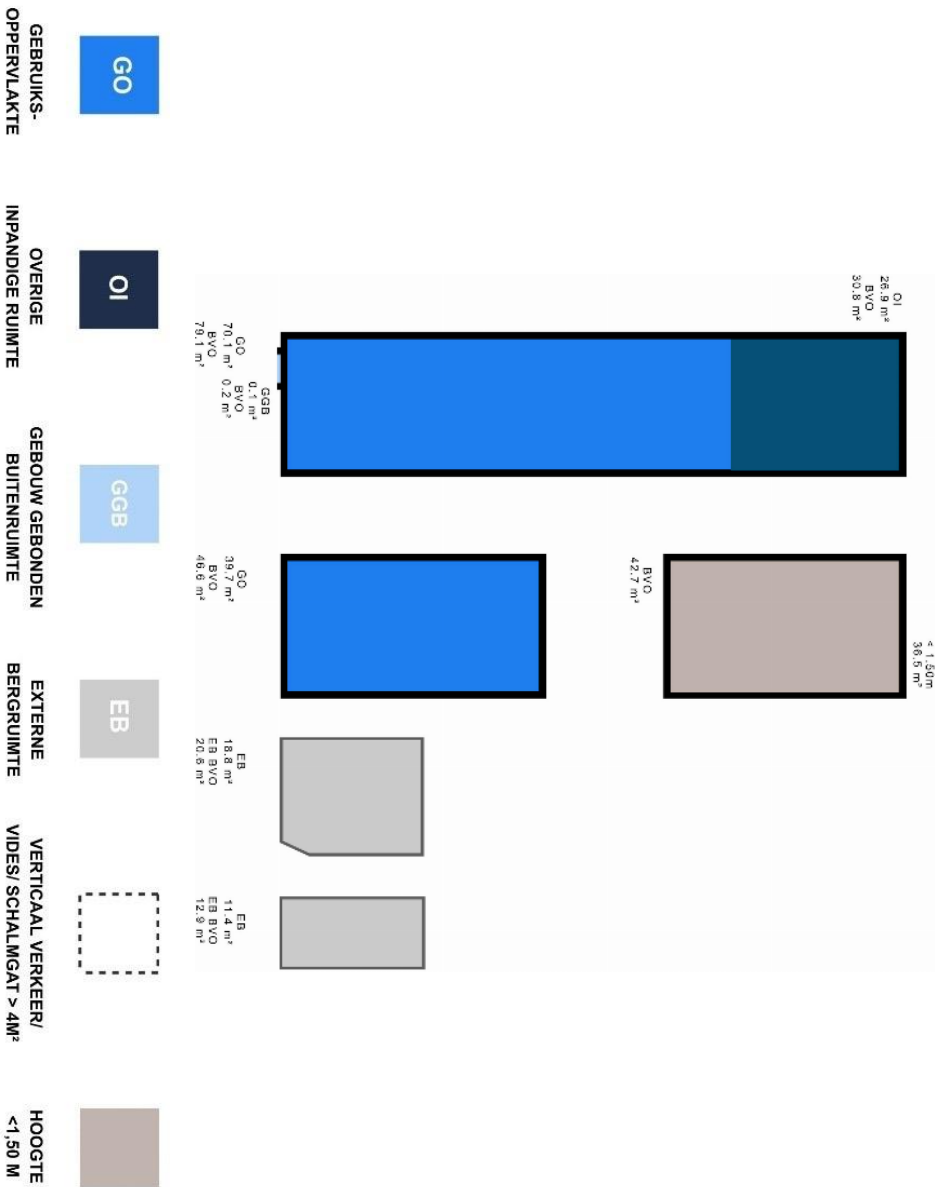 OI
26.9 m²
BVO
30.8 m²
GO
70.1 m²
BVO
79.1 m²
GGB
0.1 m²
BVO
0.2 m²
< 1.50m
36.5 m²
BVO
42.7 m²
GO
39.7 m²
BVO
46.6 m²
EB
18.8 m²
EB BVO
20.6 m²
EB
11.4 m²
EB BVO
12.9 m²
GO
GEBRUIKS-
OPPERVLAKTE
OI
OVERIGE
INPANDIGE RUIMTE
GGB
GEBOUW GEBONDEN
BUITENRUIMTE
EB
EXTERNE
BERGRUIMTE
VERTICAAL VERKEER/
VIDES/ SCHALMGAT > 4M²
HOOGTE
<1,50 M